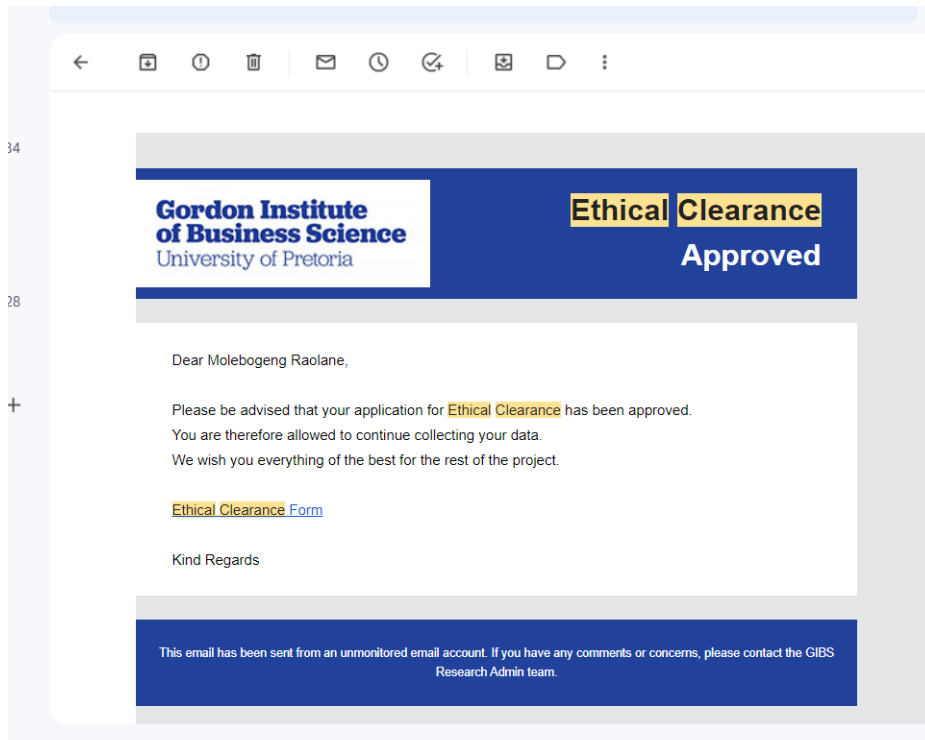 34
28
Gordon Institute
of Business Science
University of Pretoria
Ethical Clearance
Approved
Dear Molebogeng Raolane,
Please be advised that your application for Ethical Clearance has been approved.
You are therefore allowed to continue collecting your data.
We wish you everything of the best for the rest of the project.
Ethical Clearance Form
Kind Regards
This email has been sent from an unmonitored email account. If you have any comments or concerns, please contact the GIBS
Research Admin team.